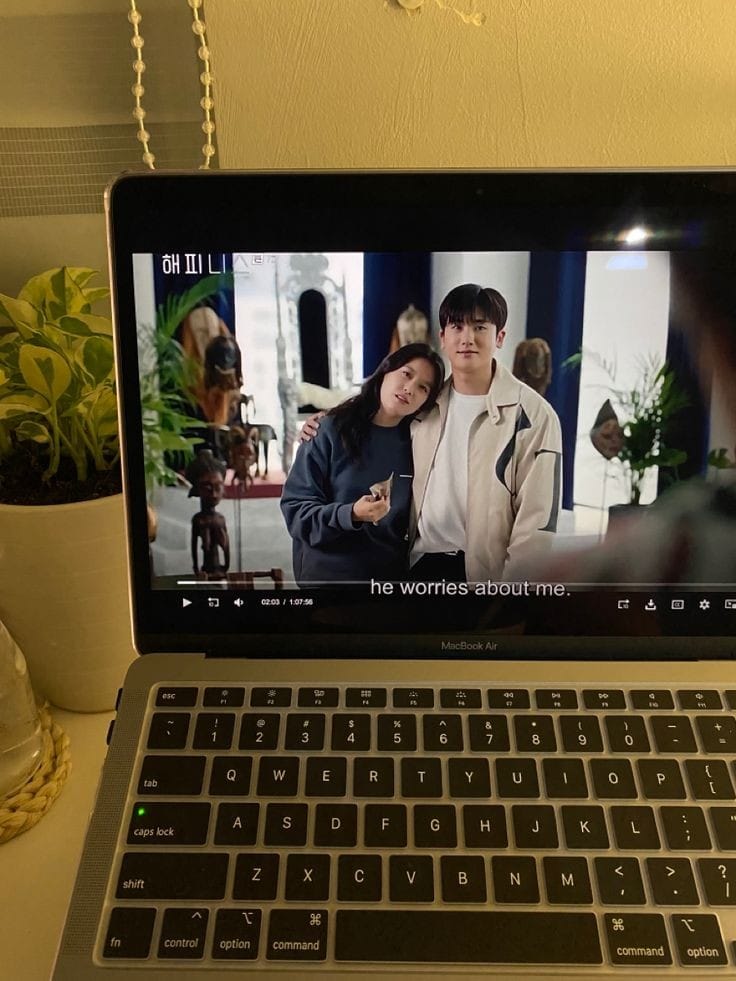 해피니스
he worries about me.
02:03 / 1:07:56
MacBook Air
esc F1 F2 F3 F4 F5 F6 F7 F8 F9 F10 F11 F12
~ ` ! 1 @ 2 # 3 $ 4 % 5 ^ 6 & 7 * 8 ( 9 ) 0 _ - + =
tab Q W E R T Y U I O P { [
caps lock A S D F G H J K L : ; " '
shift Z X C V B N M < , > . ? /
fn control ^ option ⌥ command ⌘ command ⌘ option ⌥